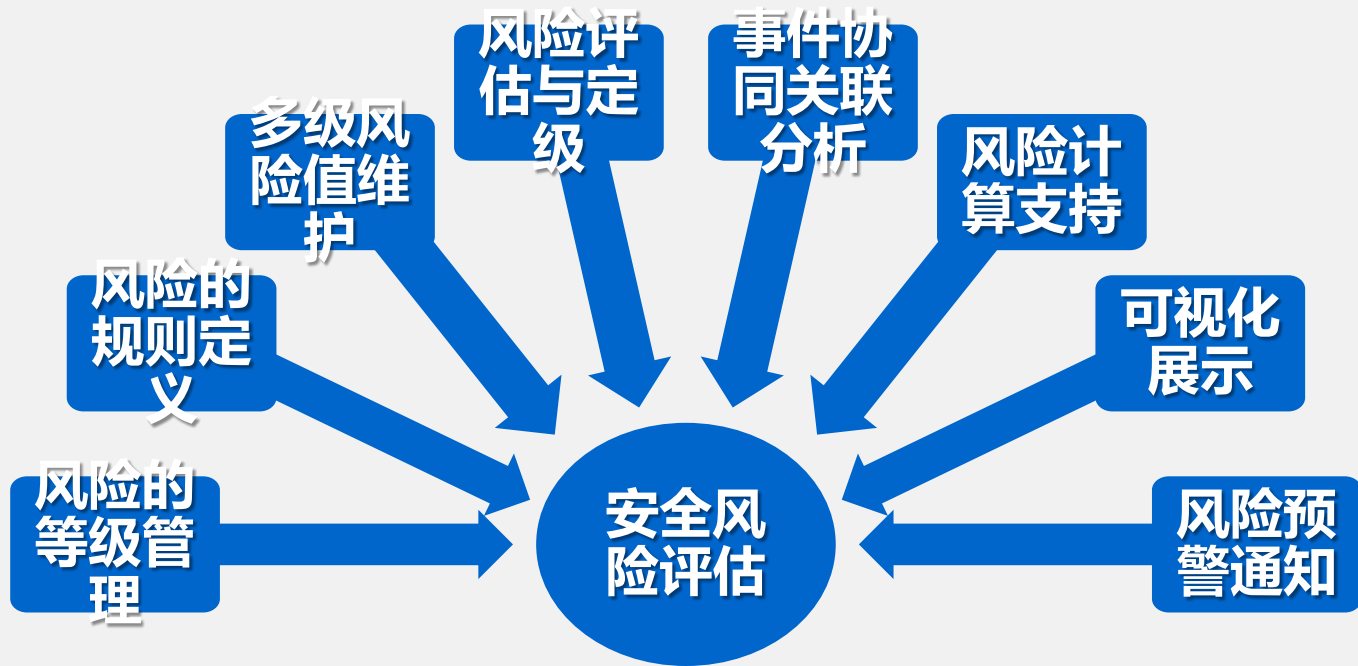 风险评
估与定
级
事件协
同关联
分析
多级风
险值维
护
风险计
算支持
风险的
规则定
义
可视化
展示
风险的
等级管
理
安全风
险评估
风险预
警通知